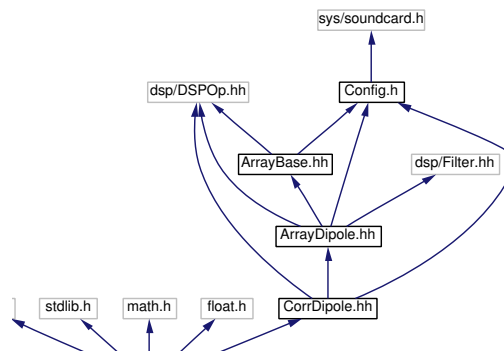 sys/soundcard.h
dsp/DSPOp.hh
Config.h
ArrayBase.hh
dsp/Filter.hh
ArrayDipole.hh
stdlib.h
math.h
float.h
CorrDipole.hh